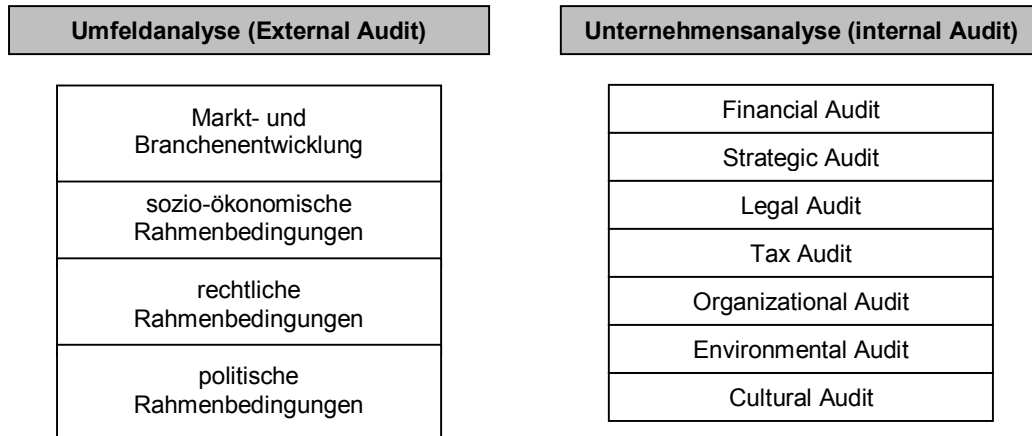 Umfeldanalyse (External Audit)
Markt- und
Branchenentwicklung
sozio-ökonomische
Rahmenbedingungen
rechtliche
Rahmenbedingungen
politische
Rahmenbedingungen
Unternehmensanalyse (internal Audit)
Financial Audit
Strategic Audit
Legal Audit
Tax Audit
Organizational Audit
Environmental Audit
Cultural Audit